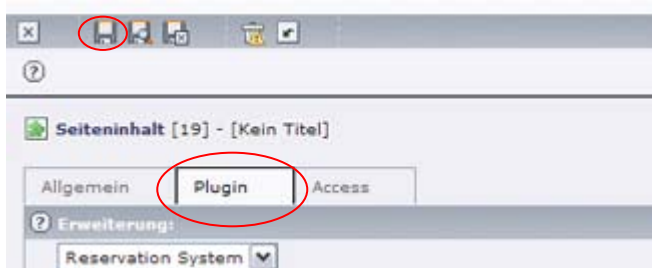 Seiteninhalt [19] - [Kein Titel]
Allgemein Plugin Access
Erweiterung:
Reservation System